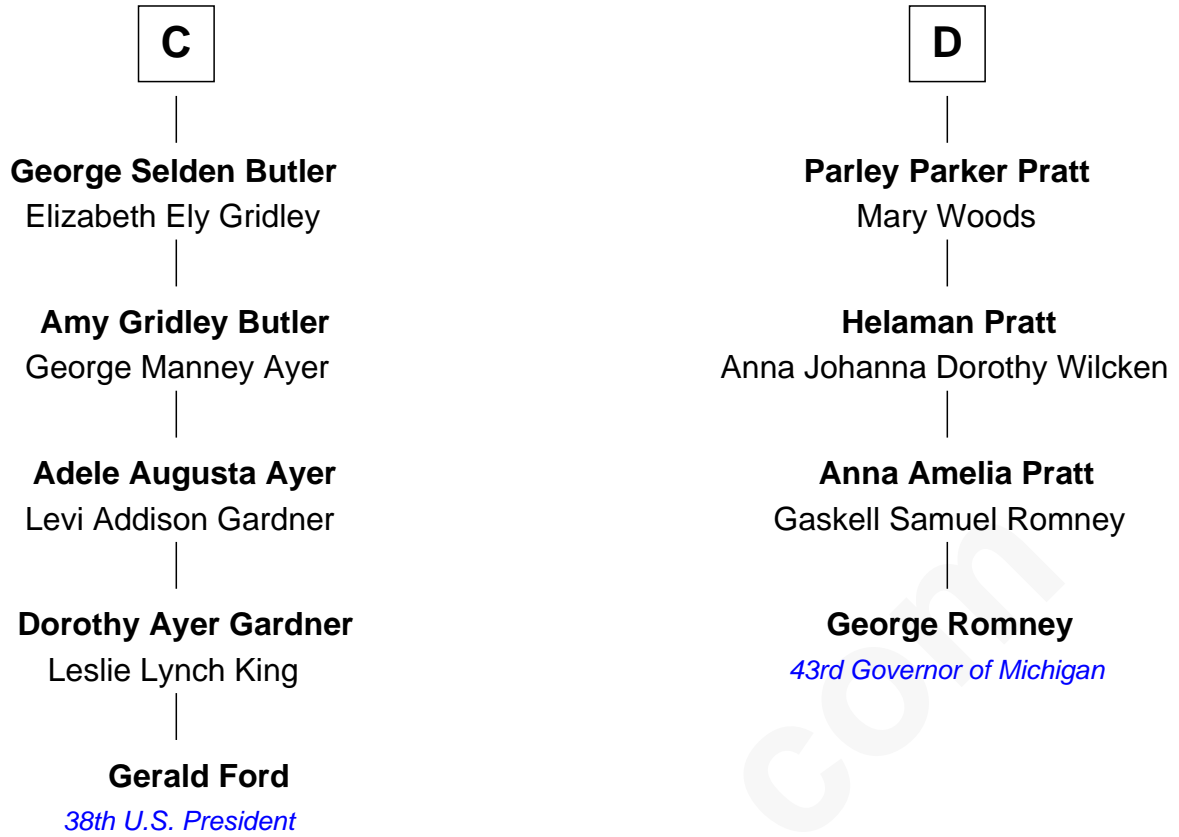 C
George Selden Butler
Elizabeth Ely Gridley
Amy Gridley Butler
George Manney Ayer
Adele Augusta Ayer
Levi Addison Gardner
Dorothy Ayer Gardner
Leslie Lynch King
Gerald Ford
38th U.S. President
D
Parley Parker Pratt
Mary Woods
Helaman Pratt
Anna Johanna Dorothy Wilcken
Anna Amelia Pratt
Gaskell Samuel Romney
George Romney
43rd Governor of Michigan
com